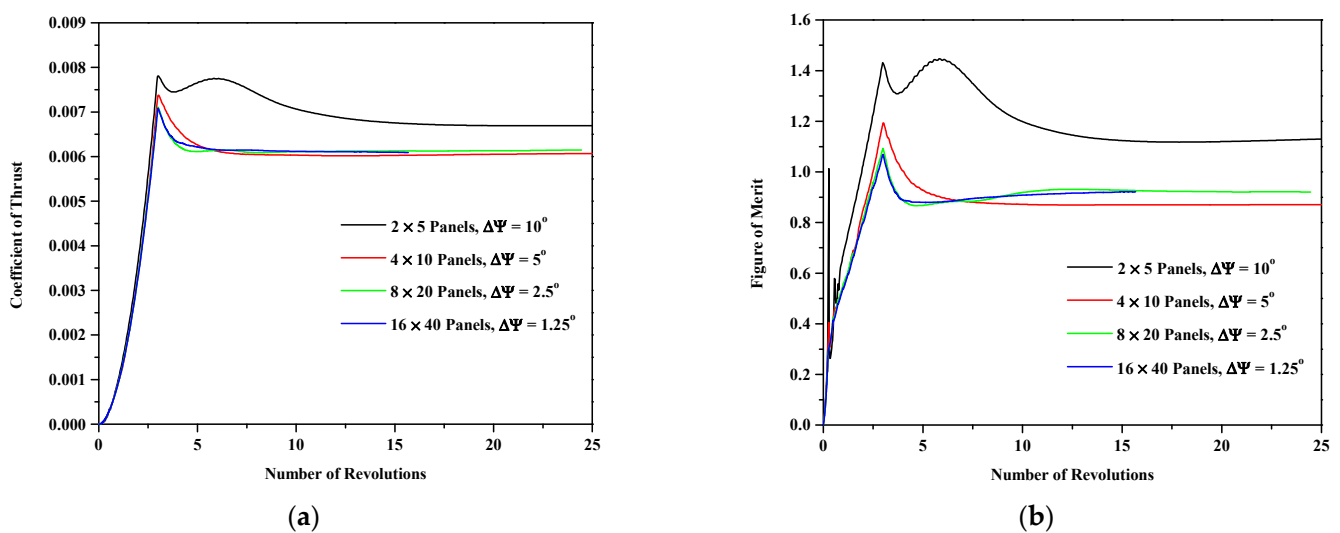 0.009
0.008
0.007
0.006
0.005
0.004
0.003
0.002
0.001
0.000
Coefficient of Thrust
0 5 10 15 20 25
Number of Revolutions
2 × 5 Panels, ΔΨ = 10°
4 × 10 Panels, ΔΨ = 5°
8 × 20 Panels, ΔΨ = 2.5°
16 × 40 Panels, ΔΨ = 1.25°
(a)
1.6
1.4
1.2
1.0
0.8
0.6
0.4
0.2
0.0
Figure of Merit
0 5 10 15 20 25
Number of Revolutions
2 × 5 Panels, ΔΨ = 10°
4 × 10 Panels, ΔΨ = 5°
8 × 20 Panels, ΔΨ = 2.5°
16 × 40 Panels, ΔΨ = 1.25°
(b)